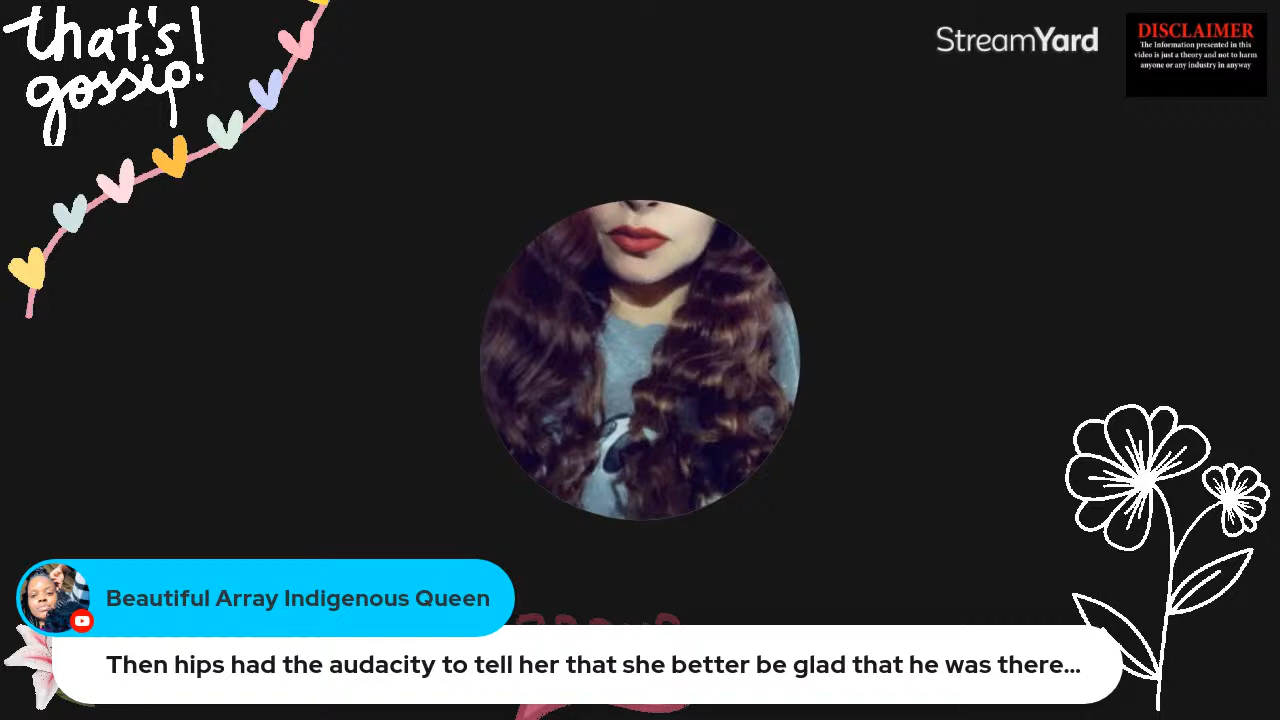 that's
gossip!
StreamYard
DISCLAIMER
The Information presented in this
video is just a theory and not to harm
anyone or any industry in anyway
Beautiful Array Indigenous Queen
Then hips had the audacity to tell her that she better be glad that he was there...